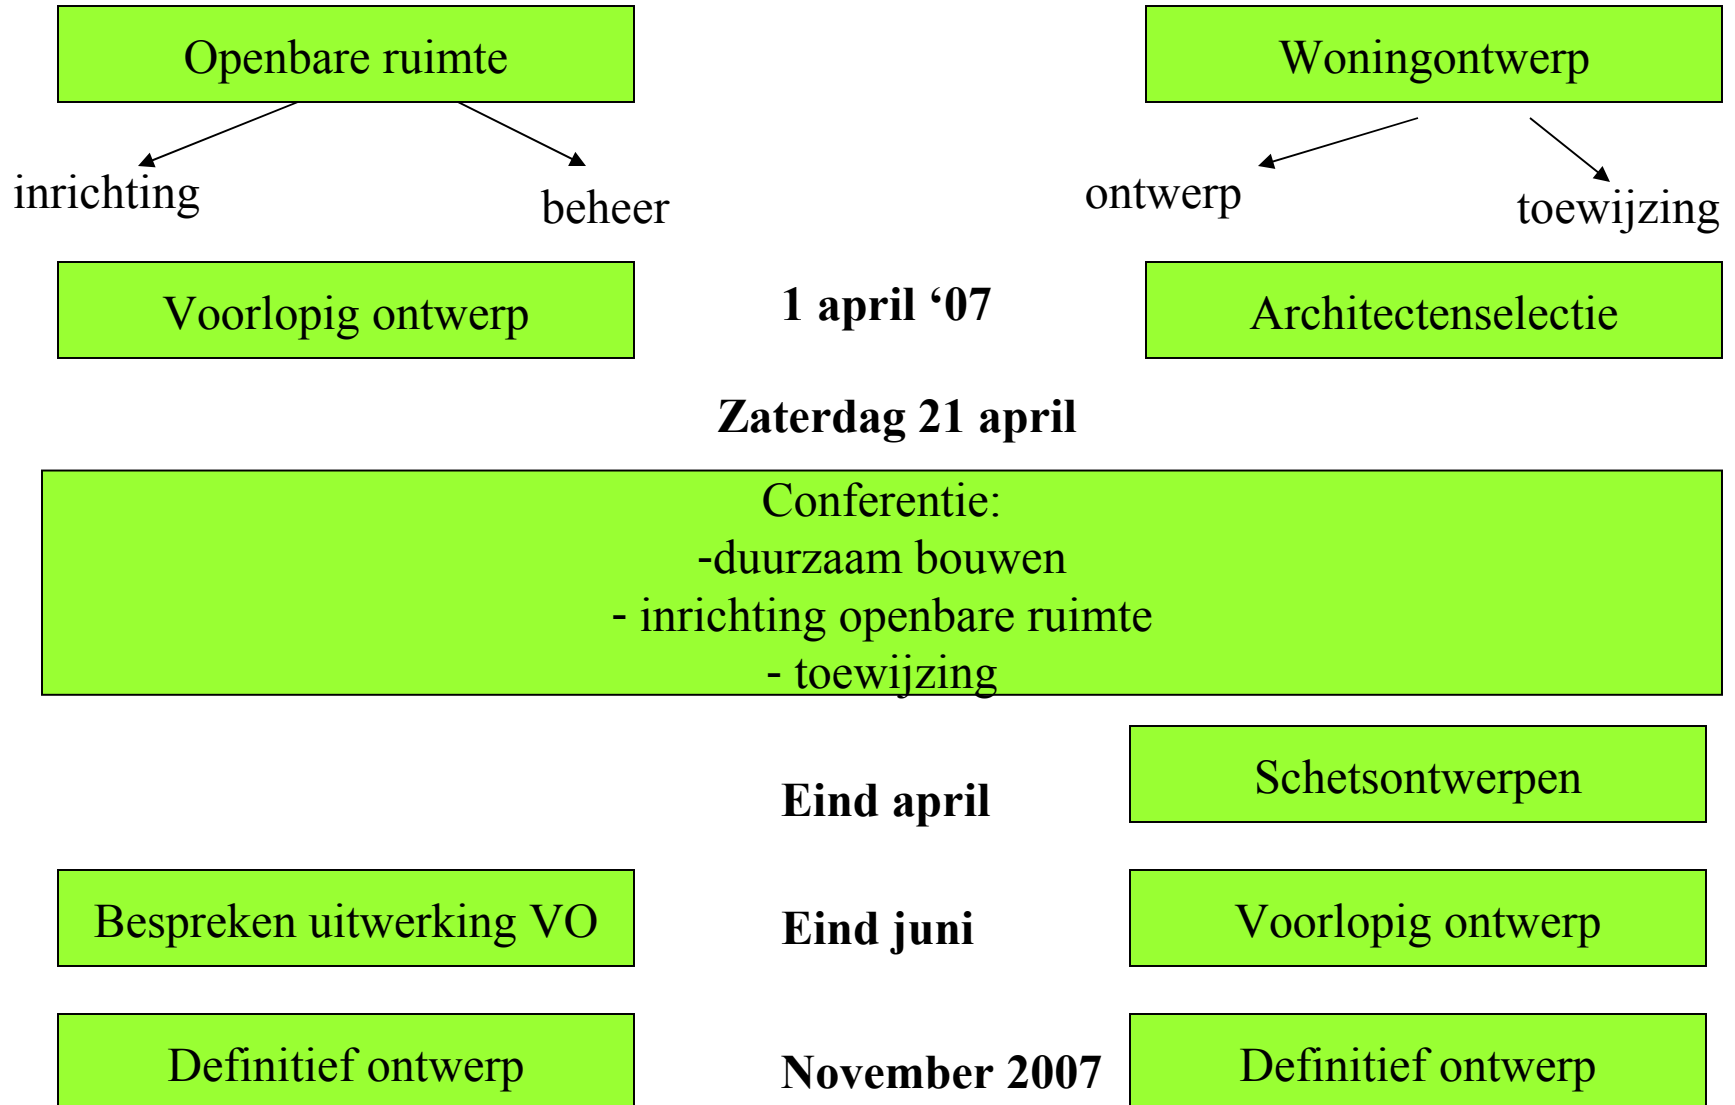 Openbare ruimte
Woningontwerp
inrichting
beheer
ontwerp
toewijzing
Voorlopig ontwerp
1 april ‘07
Architectenselectie
Zaterdag 21 april
Conferentie:
-duurzaam bouwen
- inrichting openbare ruimte
- toewijzing
Eind april
Schetsontwerpen
Bespreken uitwerking VO
Eind juni
Voorlopig ontwerp
Definitief ontwerp
November 2007
Definitief ontwerp